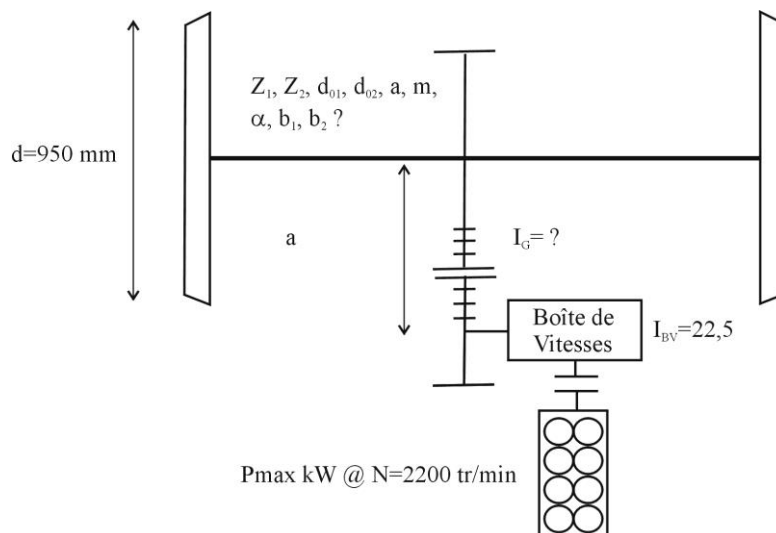 Z₁, Z₂, d₀₁, d₀₂, a, m,
α, b₁, b₂ ?
d=950 mm
a
I_G= ?
Boîte de
Vitesses
I_BV=22,5
Pmax kW @ N=2200 tr/min